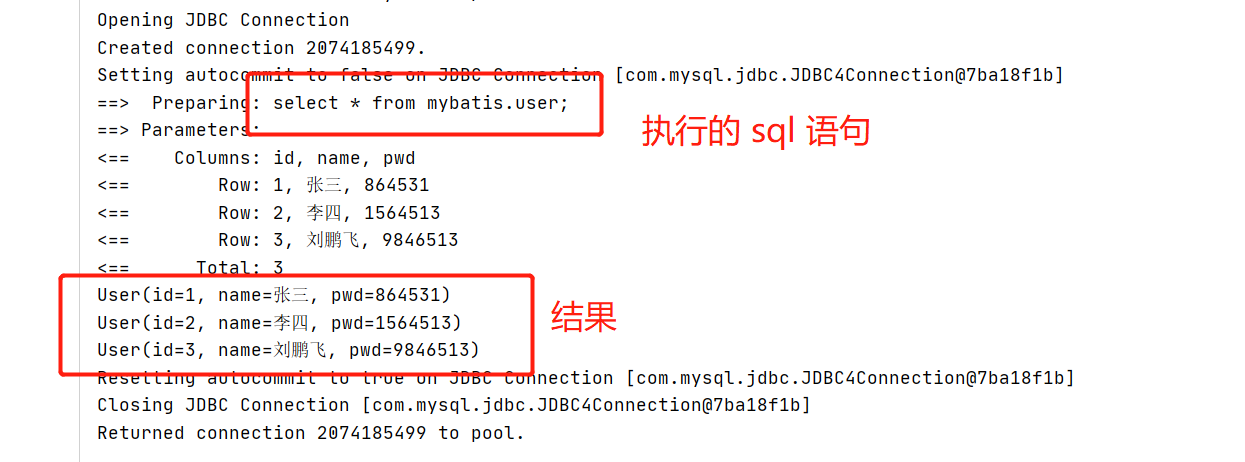 Opening JDBC Connection
Created connection 2074185499.
Setting autocommit to false on JDBC Connection [com.mysql.jdbc.JDBC4Connection@7ba18f1b]
==>  Preparing: select * from mybatis.user;
执行的 sql 语句
==> Parameters:
<==    Columns: id, name, pwd
<==        Row: 1, 张三, 864531
<==        Row: 2, 李四, 1564513
<==        Row: 3, 刘鹏飞, 9846513
<==      Total: 3
User(id=1, name=张三, pwd=864531)
结果
User(id=2, name=李四, pwd=1564513)
User(id=3, name=刘鹏飞, pwd=9846513)
Resetting autocommit to true on JDBC Connection [com.mysql.jdbc.JDBC4Connection@7ba18f1b]
Closing JDBC Connection [com.mysql.jdbc.JDBC4Connection@7ba18f1b]
Returned connection 2074185499 to pool.